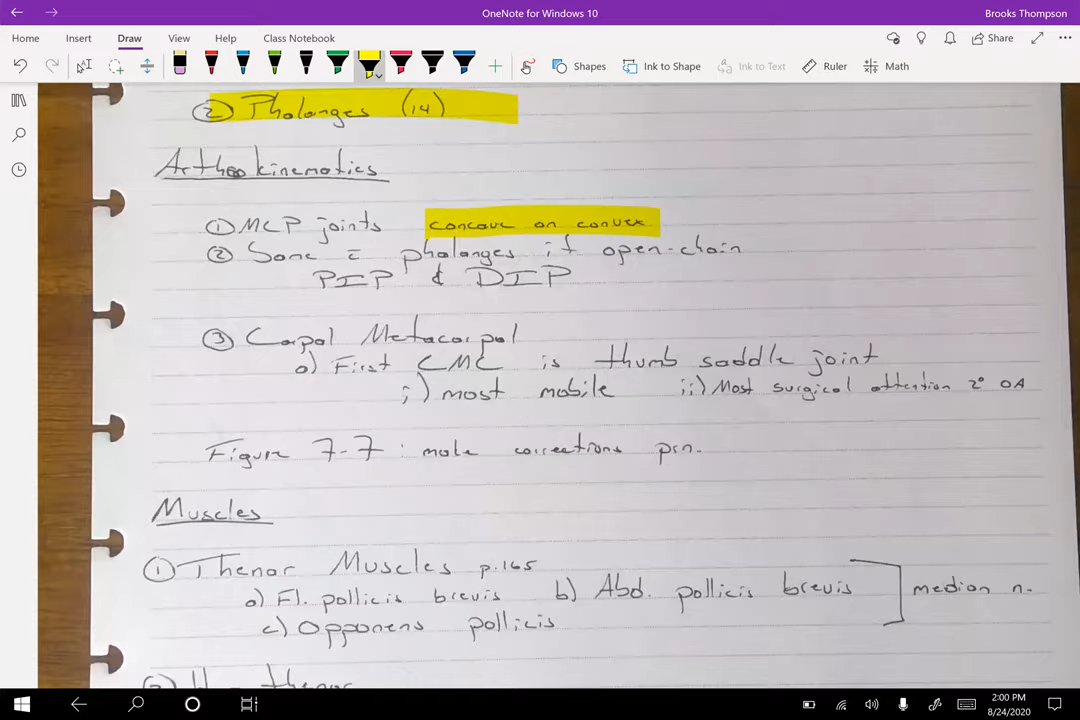 OneNote for Windows 10
Brooks Thompson
Home Insert Draw View Help Class Notebook
Share
Shapes Ink to Shape Ink to Text Ruler Math
② Phalanges (14)
Arthrokinematics
① MCP joints concave on convex
② Same c̄ phalanges if open-chain
PIP & DIP
③ Carpal Metacarpal
a) First CMC is thumb saddle joint
i) most mobile ii) Most surgical attention 2° OA
Figure 7-7: make corrections prn.
Muscles
① Thenar Muscles p.165
a) Fl. pollicis brevis b) Abd. pollicis brevis
median n.
c) Opponens pollicis
thenar
2:00 PM
8/24/2020